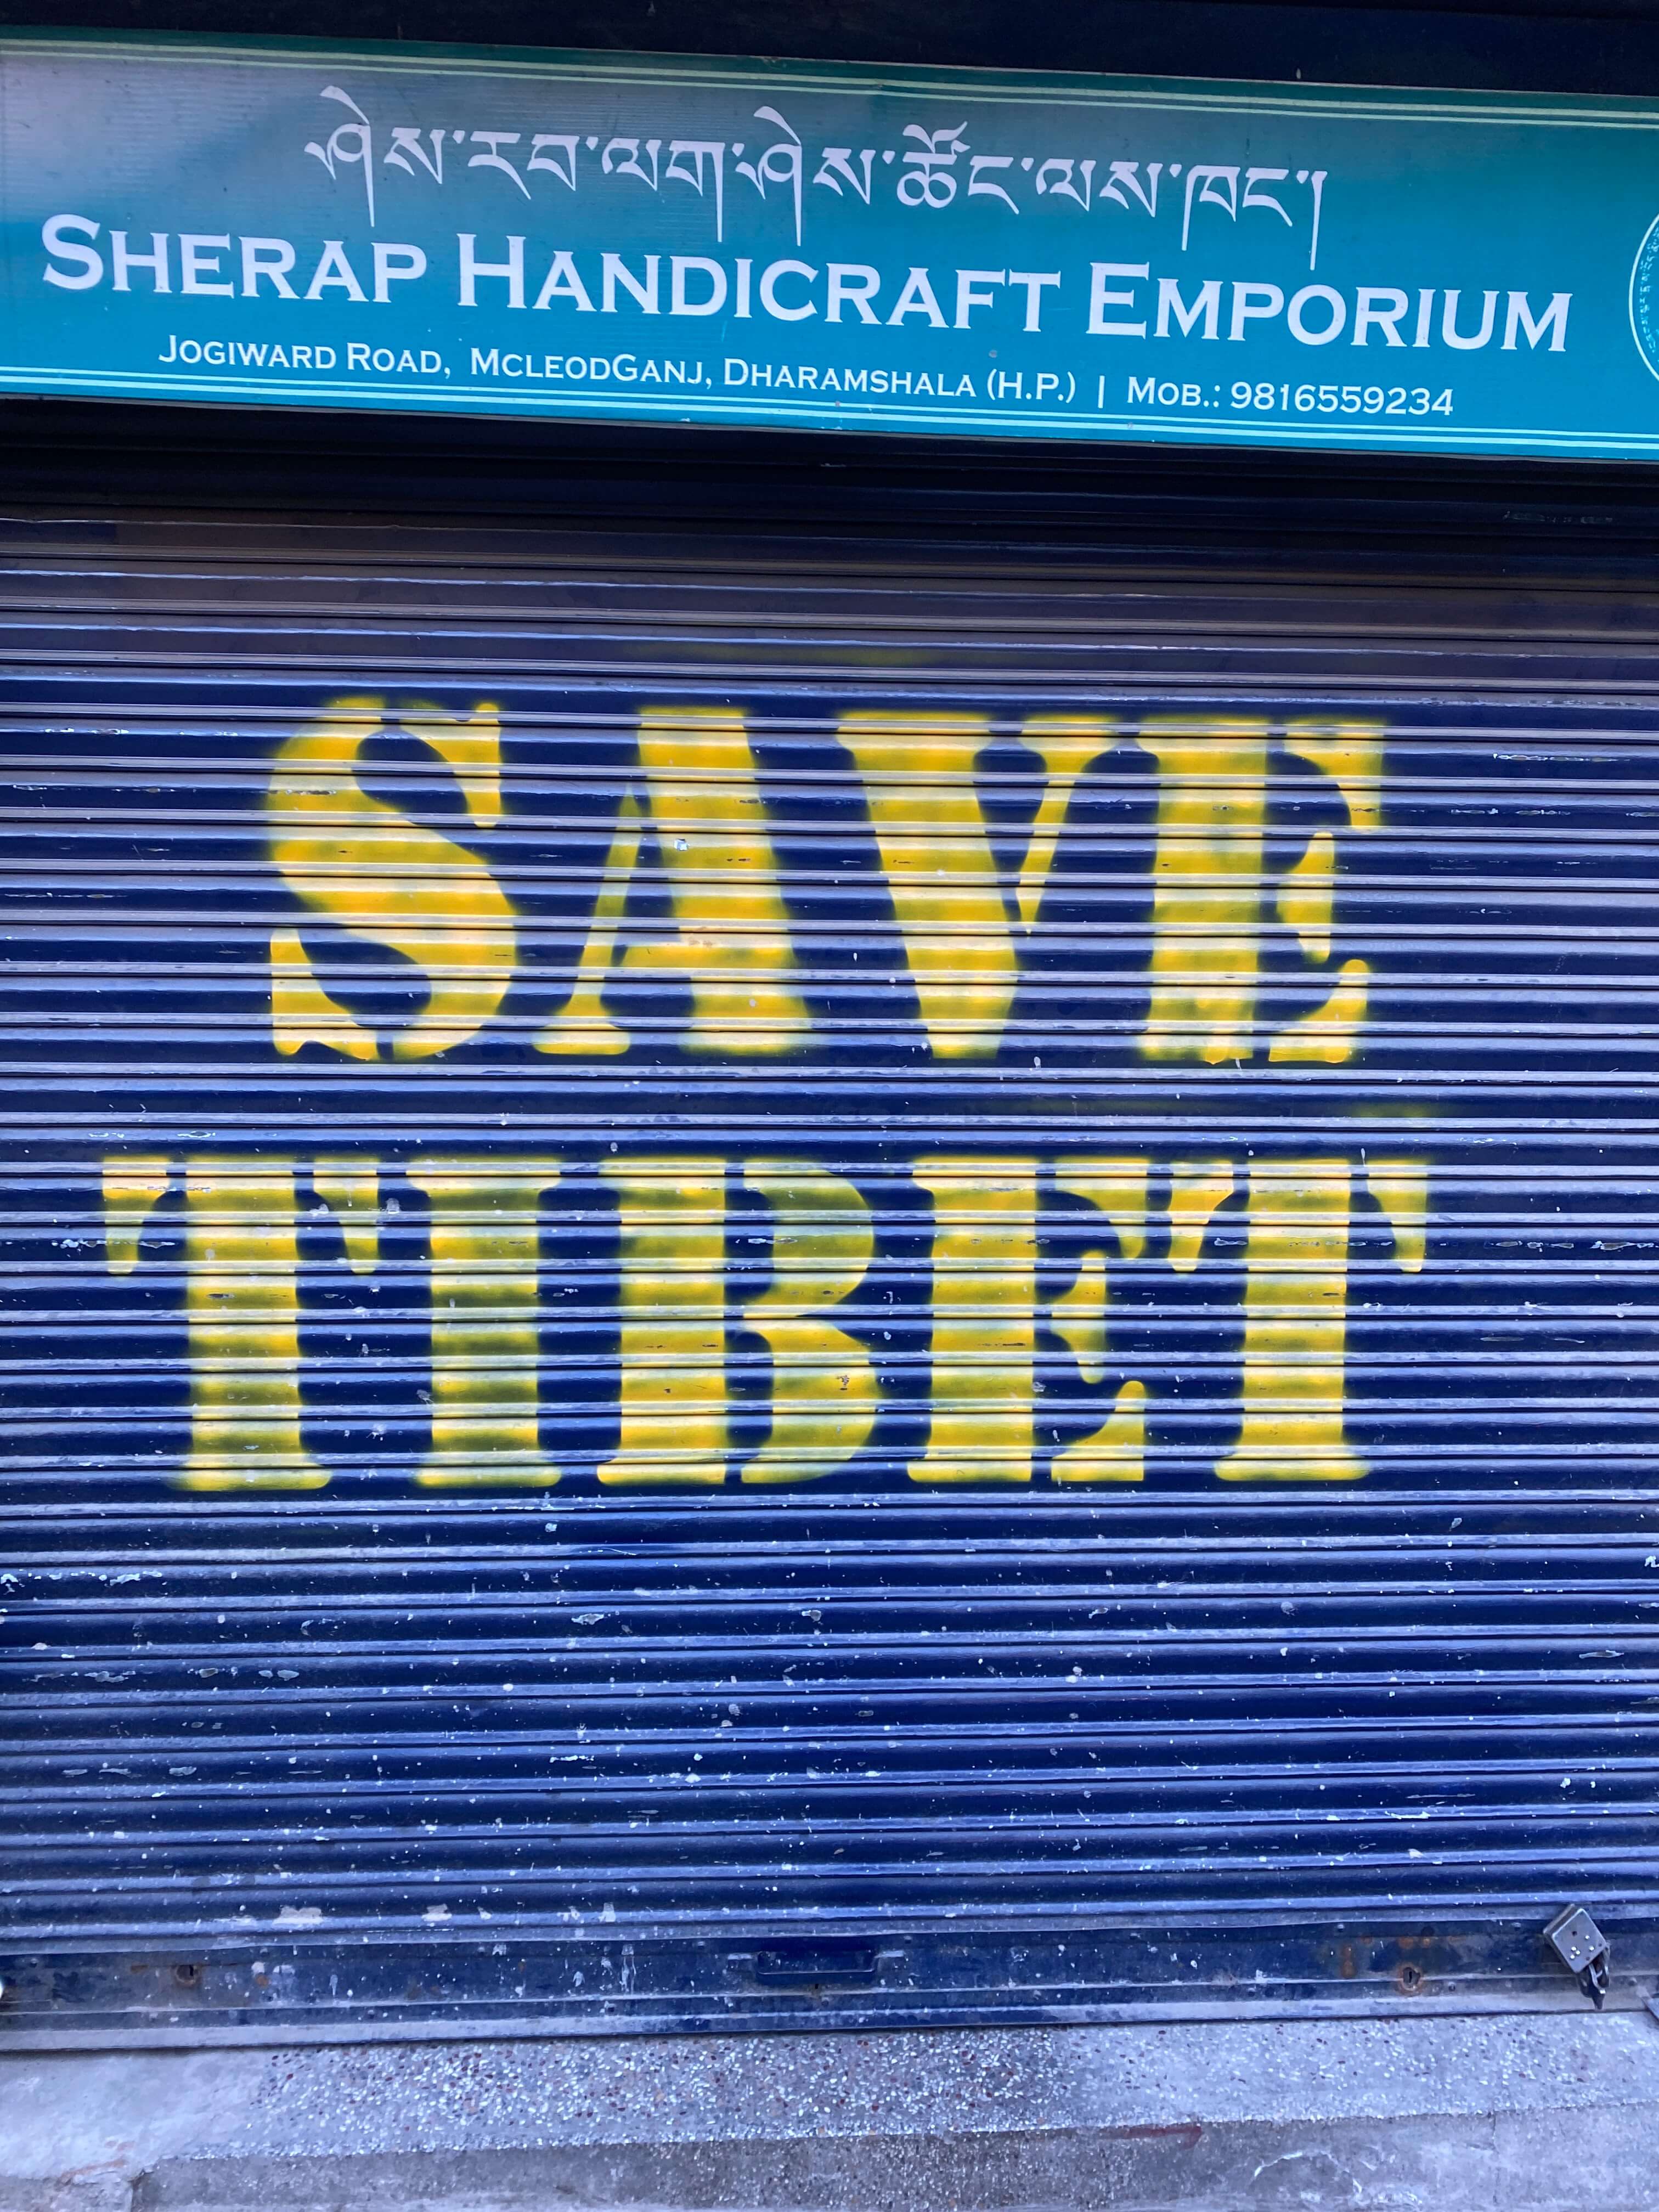 ཤེས་རབ་ལག་ཤེས་ཚོང་ལས་ཁང་།
SHERAP HANDICRAFT EMPORIUM
JOGIWARD ROAD, MCLEODGANJ, DHARAMSHALA (H.P.) | MOB.: 9816559234
SAVE
TIBET